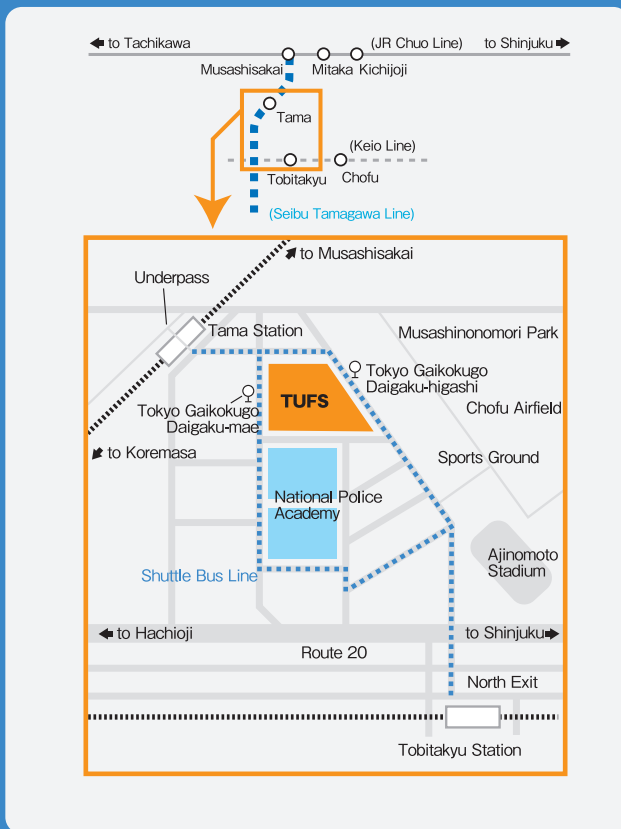 to Tachikawa
(JR Chuo Line)
to Shinjuku
Musashisakai
Mitaka
Kichijoji
Tama
(Keio Line)
Tobitakyu
Chofu
(Seibu Tamagawa Line)
to Musashisakai
Underpass
Tama Station
Musashinonomori Park
Tokyo Gaikokugo
Daigaku-higashi
Tokyo Gaikokugo
Daigaku-mae
TUFS
Chofu Airfield
to Koremasa
Sports Ground
National Police
Academy
Ajinomoto
Stadium
Shuttle Bus Line
to Hachioji
to Shinjuku
Route 20
North Exit
Tobitakyu Station